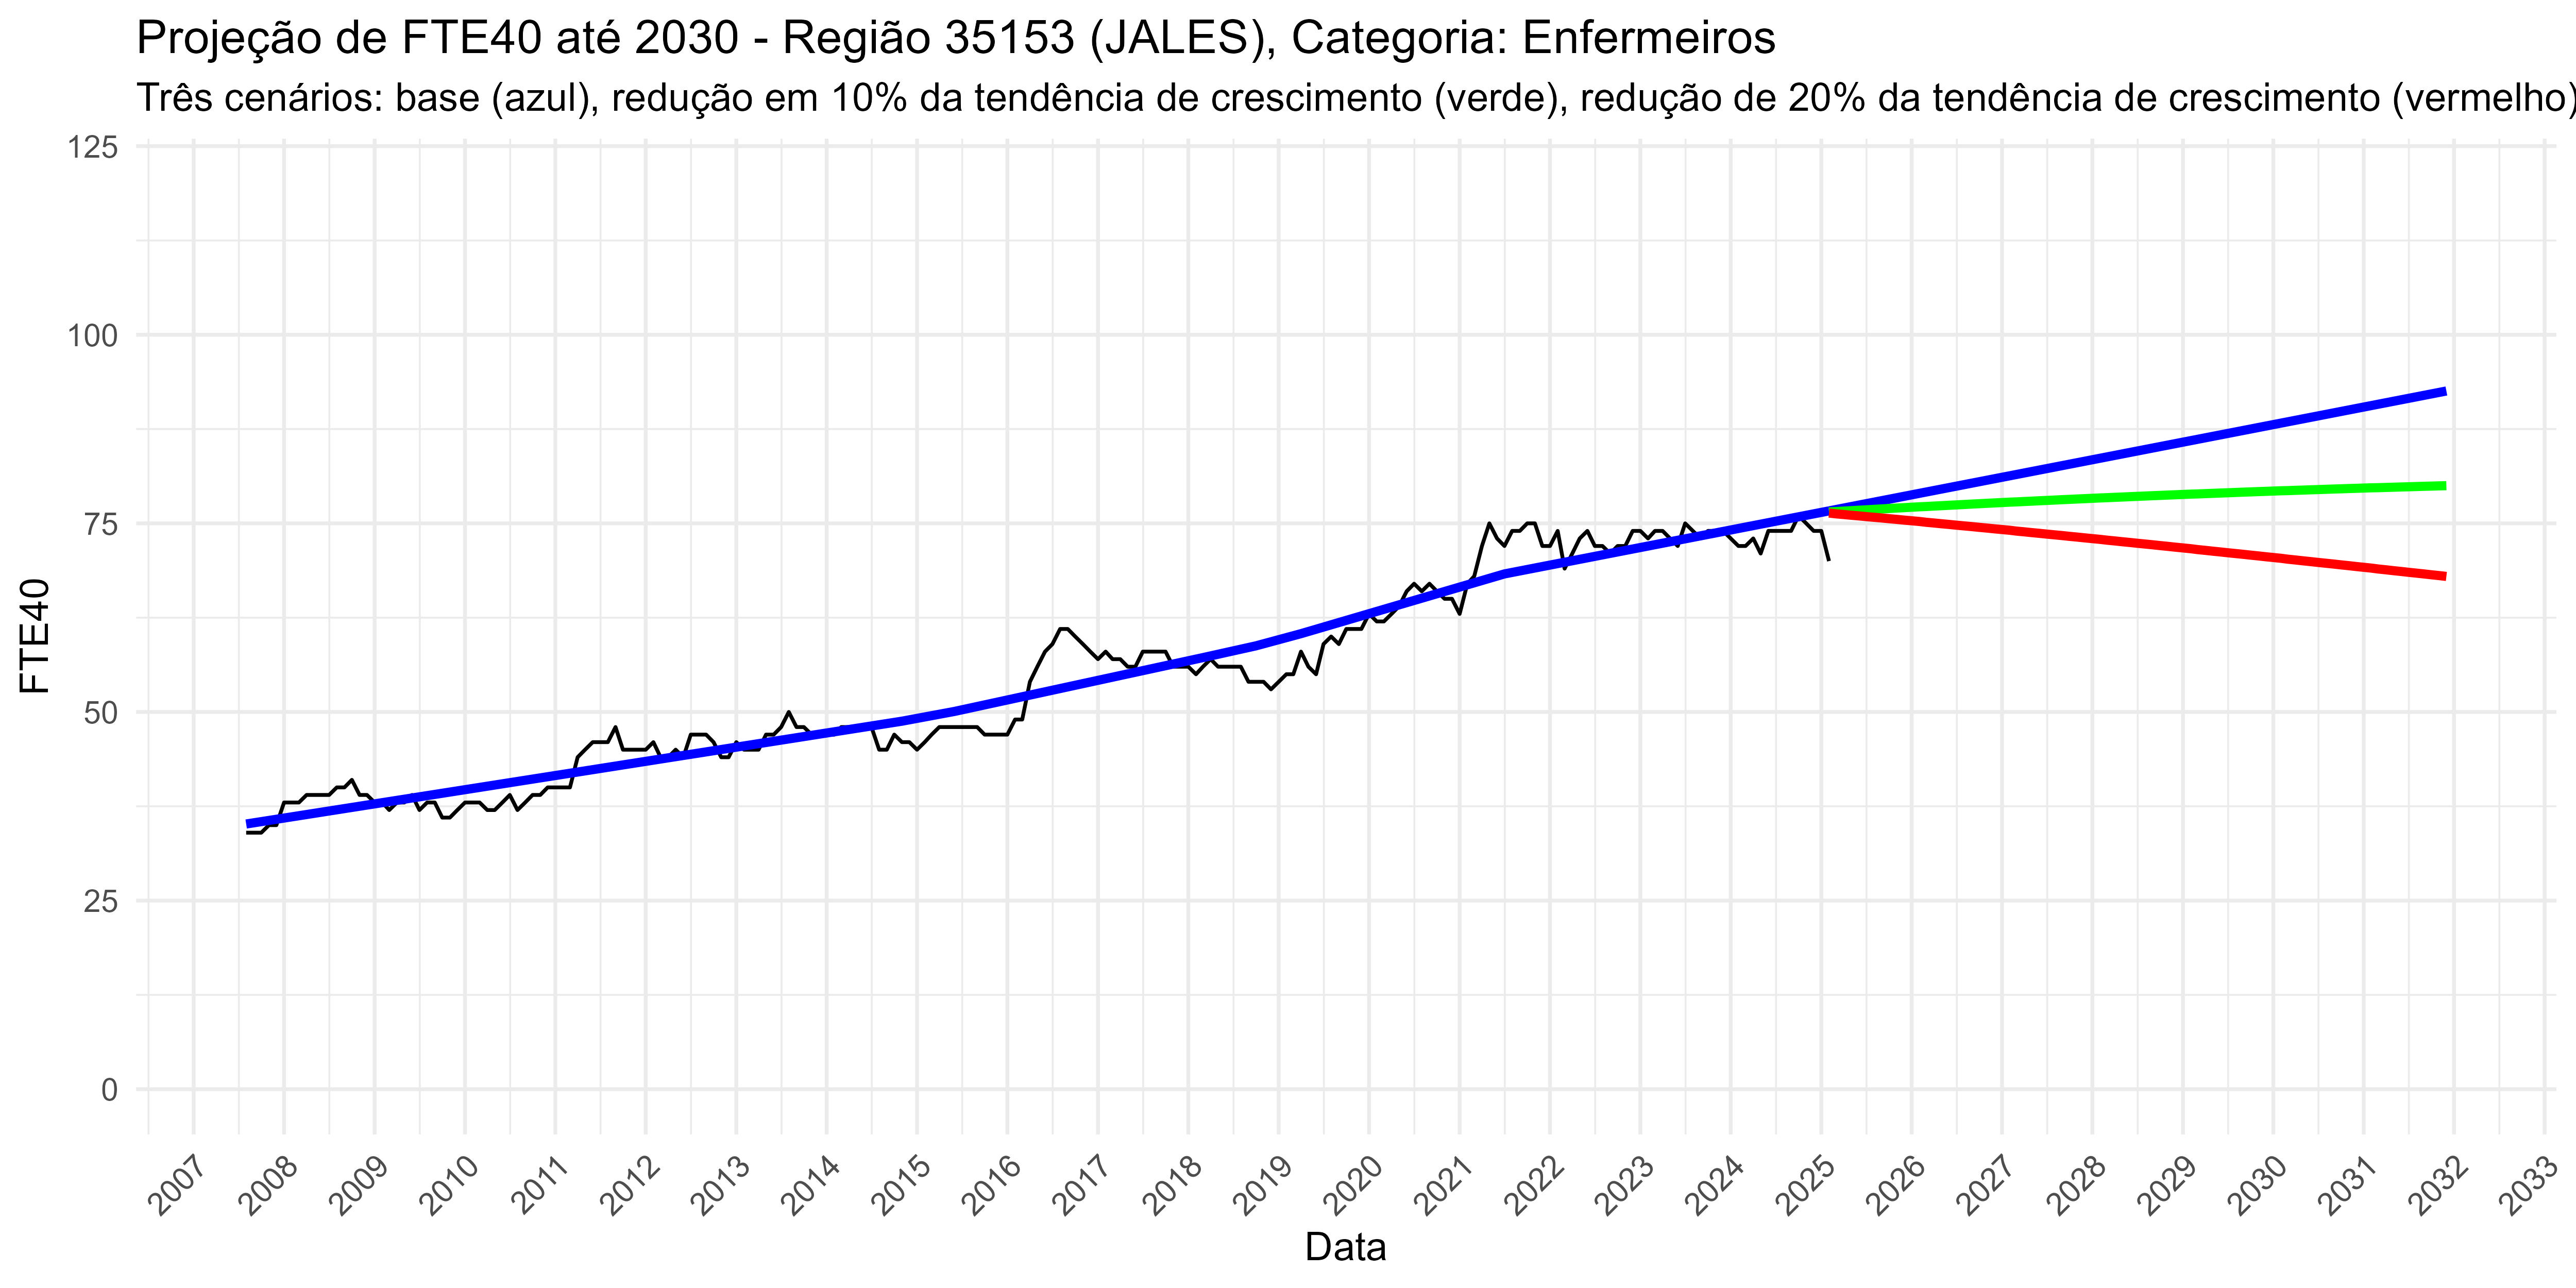 Projeção de FTE40 até 2030 - Região 35153 (JALES), Categoria: Enfermeiros
Três cenários: base (azul), redução em 10% da tendência de crescimento (verde), redução de 20% da tendência de crescimento (vermelho)
125
100
75
50
25
0
FTE40
2007 2008 2009 2010 2011 2012 2013 2014 2015 2016 2017 2018 2019 2020 2021 2022 2023 2024 2025 2026 2027 2028 2029 2030 2031 2032 2033
Data